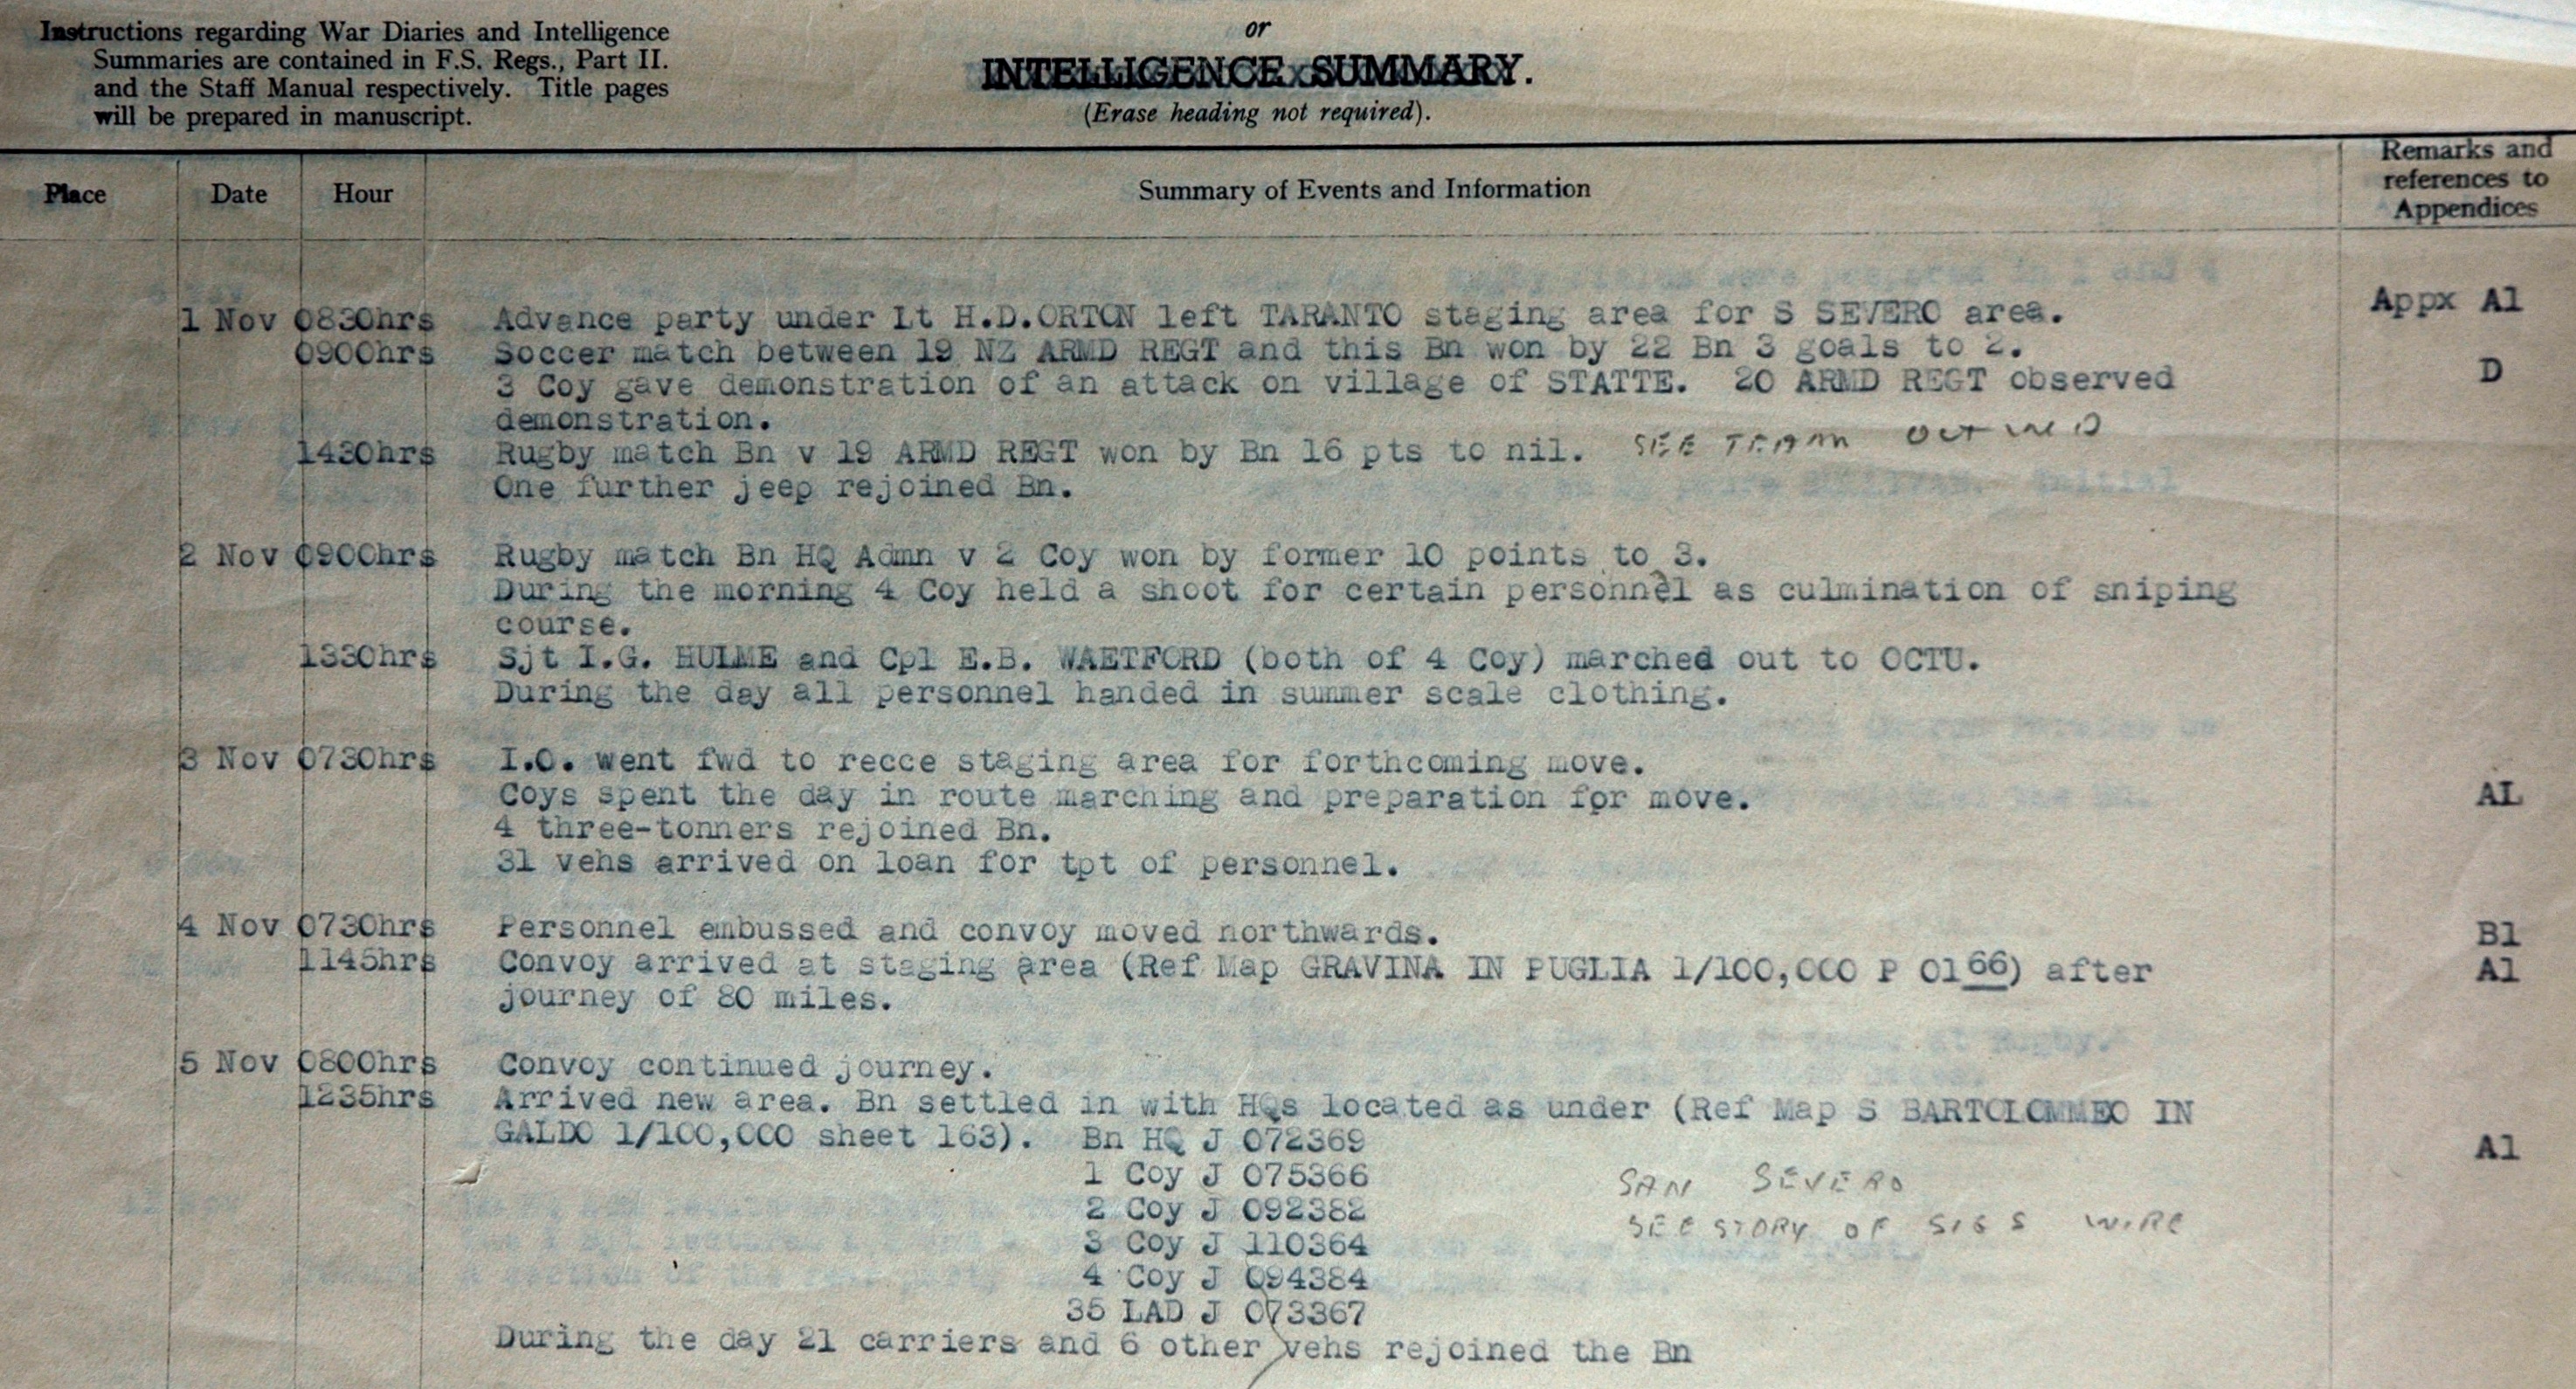 Instructions regarding War Diaries and Intelligence
Summaries are contained in F.S. Regs., Part II.
and the Staff Manual respectively. Title pages
will be prepared in manuscript.
or
INTELLIGENCE SUMMARY.
(Erase heading not required).
Place Date Hour Summary of Events and Information Remarks and
references to
Appendices
1 Nov 0830hrs Advance party under Lt H.D.ORTON left TARANTO staging area for S SEVERO area. Appx A1
0900hrs Soccer match between 19 NZ ARMD REGT and this Bn won by 22 Bn 3 goals to 2.
3 Coy gave demonstration of an attack on village of STATTE. 20 ARMD REGT observed D
demonstration.
1430hrs Rugby match Bn v 19 ARMD REGT won by Bn 16 pts to nil. SEE TEAM
One further jeep rejoined Bn.
2 Nov 0900hrs Rugby match Bn HQ Admn v 2 Coy won by former 10 points to 3.
During the morning 4 Coy held a shoot for certain personnel as culmination of sniping
course.
1330hrs Sjt I.G. HULME and Cpl E.B. WAETFORD (both of 4 Coy) marched out to OCTU.
During the day all personnel handed in summer scale clothing.
3 Nov 0730hrs I.O. went fwd to recce staging area for forthcoming move.
Coys spent the day in route marching and preparation for move. A1
4 three-tonners rejoined Bn.
31 vehs arrived on loan for tpt of personnel.
4 Nov 0730hrs Personnel embussed and convoy moved northwards. B1
1145hrs Convoy arrived at staging area (Ref Map GRAVINA IN PUGLIA 1/100,000 P 0166) after A1
journey of 80 miles.
5 Nov 0800hrs Convoy continued journey.
1235hrs Arrived new area. Bn settled in with HQs located as under (Ref Map S BARTOLOMMEO IN
GALDO 1/100,000 sheet 163). Bn HQ J 072369 A1
1 Coy J 075366 SAN SEVERO
2 Coy J 092382 SEE STORY OF SIGS WIRE
3 Coy J 110364
4 Coy J 094384
35 LAD J 073367
During the day 21 carriers and 6 other vehs rejoined the Bn